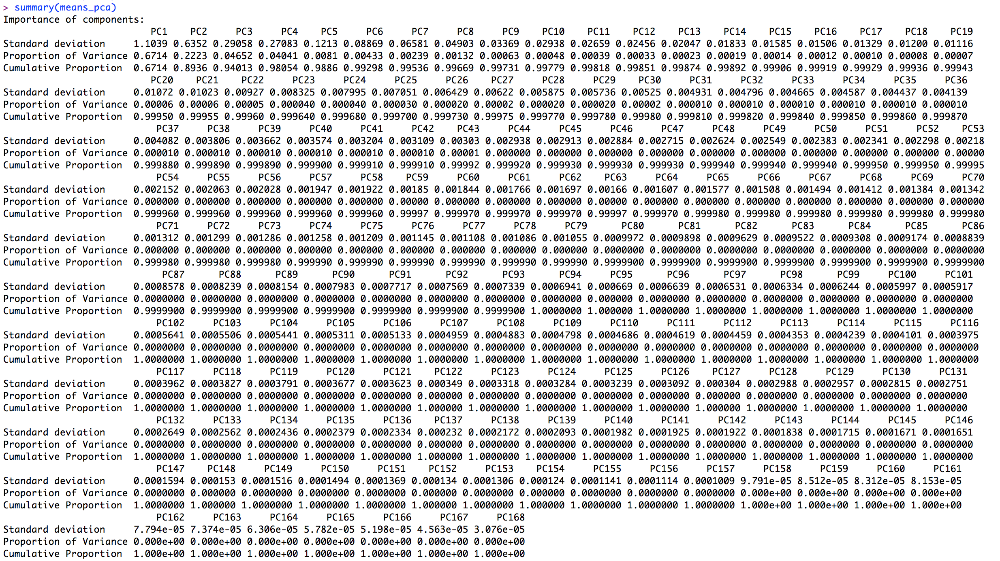 > summary(means_pca)
Importance of components:
PC1 PC2 PC3 PC4 PC5 PC6 PC7 PC8 PC9 PC10 PC11 PC12 PC13 PC14 PC15 PC16 PC17 PC18 PC19
Standard deviation 1.1039 0.6352 0.29058 0.27083 0.1213 0.08869 0.06581 0.04903 0.03369 0.02938 0.02659 0.02456 0.02047 0.01833 0.01585 0.01506 0.01329 0.01200 0.01116
Proportion of Variance 0.6714 0.2223 0.04652 0.04041 0.0081 0.00433 0.00239 0.00132 0.00063 0.00048 0.00039 0.00033 0.00023 0.00019 0.00014 0.00012 0.00010 0.00008 0.00007
Cumulative Proportion 0.6714 0.8936 0.94013 0.98054 0.9886 0.99298 0.99536 0.99669 0.99731 0.99779 0.99818 0.99851 0.99874 0.99892 0.99906 0.99919 0.99929 0.99936 0.99943
PC20 PC21 PC22 PC23 PC24 PC25 PC26 PC27 PC28 PC29 PC30 PC31 PC32 PC33 PC34 PC35 PC36
Standard deviation 0.01072 0.01023 0.00927 0.008325 0.007995 0.007051 0.006429 0.00622 0.005875 0.005736 0.00525 0.004931 0.004796 0.004665 0.004587 0.004437 0.004139
Proportion of Variance 0.00006 0.00006 0.00005 0.000040 0.000040 0.000030 0.000020 0.00002 0.000020 0.000020 0.00002 0.000010 0.000010 0.000010 0.000010 0.000010 0.000010
Cumulative Proportion 0.99950 0.99955 0.99960 0.999640 0.999680 0.999700 0.999730 0.99975 0.999770 0.999780 0.99980 0.999810 0.999820 0.999840 0.999850 0.999860 0.999870
PC37 PC38 PC39 PC40 PC41 PC42 PC43 PC44 PC45 PC46 PC47 PC48 PC49 PC50 PC51 PC52 PC53
Standard deviation 0.004082 0.003806 0.003662 0.003574 0.003204 0.003109 0.00303 0.002938 0.002913 0.002884 0.002715 0.002624 0.002549 0.002383 0.002341 0.002298 0.00218
Proportion of Variance 0.000010 0.000010 0.000010 0.000010 0.000010 0.000010 0.00001 0.000000 0.000000 0.000000 0.000000 0.000000 0.000000 0.000000 0.000000 0.000000 0.00000
Cumulative Proportion 0.999880 0.999890 0.999890 0.999900 0.999910 0.999910 0.99992 0.999920 0.999930 0.999930 0.999930 0.999940 0.999940 0.999940 0.999950 0.999950 0.99995
PC54 PC55 PC56 PC57 PC58 PC59 PC60 PC61 PC62 PC63 PC64 PC65 PC66 PC67 PC68 PC69 PC70
Standard deviation 0.002152 0.002063 0.002028 0.001947 0.001922 0.00185 0.001844 0.001766 0.001697 0.00166 0.001607 0.001577 0.001508 0.001494 0.001412 0.001384 0.001342
Proportion of Variance 0.000000 0.000000 0.000000 0.000000 0.000000 0.00000 0.000000 0.000000 0.000000 0.00000 0.000000 0.000000 0.000000 0.000000 0.000000 0.000000 0.000000
Cumulative Proportion 0.999960 0.999960 0.999960 0.999960 0.999960 0.99997 0.999970 0.999970 0.999970 0.99997 0.999970 0.999980 0.999980 0.999980 0.999980 0.999980 0.999980
PC71 PC72 PC73 PC74 PC75 PC76 PC77 PC78 PC79 PC80 PC81 PC82 PC83 PC84 PC85 PC86
Standard deviation 0.001312 0.001299 0.001286 0.001258 0.001209 0.001145 0.001108 0.001086 0.001055 0.0009972 0.0009898 0.0009629 0.0009522 0.0009308 0.0009174 0.0008839
Proportion of Variance 0.000000 0.000000 0.000000 0.000000 0.000000 0.000000 0.000000 0.000000 0.000000 0.0000000 0.0000000 0.0000000 0.0000000 0.0000000 0.0000000 0.0000000
Cumulative Proportion 0.999980 0.999980 0.999980 0.999990 0.999990 0.999990 0.999990 0.999990 0.999990 0.9999900 0.9999900 0.9999900 0.9999900 0.9999900 0.9999900 0.9999900
PC87 PC88 PC89 PC90 PC91 PC92 PC93 PC94 PC95 PC96 PC97 PC98 PC99 PC100 PC101
Standard deviation 0.0008578 0.0008239 0.0008154 0.0007983 0.0007717 0.0007569 0.0007339 0.0006941 0.000669 0.0006639 0.0006531 0.0006334 0.0006244 0.0005997 0.0005917
Proportion of Variance 0.0000000 0.0000000 0.0000000 0.0000000 0.0000000 0.0000000 0.0000000 0.0000000 0.000000 0.0000000 0.0000000 0.0000000 0.0000000 0.0000000 0.0000000
Cumulative Proportion 0.9999900 0.9999900 0.9999900 0.9999900 0.9999900 0.9999900 0.9999900 1.0000000 1.000000 1.0000000 1.0000000 1.0000000 1.0000000 1.0000000 1.0000000
PC102 PC103 PC104 PC105 PC106 PC107 PC108 PC109 PC110 PC111 PC112 PC113 PC114 PC115 PC116
Standard deviation 0.0005641 0.0005506 0.0005441 0.0005311 0.0005133 0.0004959 0.0004883 0.0004798 0.0004686 0.0004619 0.0004459 0.0004353 0.0004239 0.0004101 0.0003975
Proportion of Variance 0.0000000 0.0000000 0.0000000 0.0000000 0.0000000 0.0000000 0.0000000 0.0000000 0.0000000 0.0000000 0.0000000 0.0000000 0.0000000 0.0000000 0.0000000
Cumulative Proportion 1.0000000 1.0000000 1.0000000 1.0000000 1.0000000 1.0000000 1.0000000 1.0000000 1.0000000 1.0000000 1.0000000 1.0000000 1.0000000 1.0000000 1.0000000
PC117 PC118 PC119 PC120 PC121 PC122 PC123 PC124 PC125 PC126 PC127 PC128 PC129 PC130 PC131
Standard deviation 0.0003962 0.0003827 0.0003791 0.0003677 0.0003623 0.000349 0.0003318 0.0003284 0.0003239 0.0003092 0.000304 0.0002988 0.0002957 0.0002815 0.0002751
Proportion of Variance 0.0000000 0.0000000 0.0000000 0.0000000 0.0000000 0.000000 0.0000000 0.0000000 0.0000000 0.0000000 0.000000 0.0000000 0.0000000 0.0000000 0.0000000
Cumulative Proportion 1.0000000 1.0000000 1.0000000 1.0000000 1.0000000 1.000000 1.0000000 1.0000000 1.0000000 1.0000000 1.000000 1.0000000 1.0000000 1.0000000 1.0000000
PC132 PC133 PC134 PC135 PC136 PC137 PC138 PC139 PC140 PC141 PC142 PC143 PC144 PC145 PC146
Standard deviation 0.0002649 0.0002562 0.0002436 0.0002379 0.0002334 0.000232 0.0002172 0.0002093 0.0001982 0.0001925 0.0001922 0.0001838 0.0001715 0.0001671 0.0001651
Proportion of Variance 0.0000000 0.0000000 0.0000000 0.0000000 0.0000000 0.000000 0.0000000 0.0000000 0.0000000 0.0000000 0.0000000 0.0000000 0.0000000 0.0000000 0.0000000
Cumulative Proportion 1.0000000 1.0000000 1.0000000 1.0000000 1.0000000 1.000000 1.0000000 1.0000000 1.0000000 1.0000000 1.0000000 1.0000000 1.0000000 1.0000000 1.0000000
PC147 PC148 PC149 PC150 PC151 PC152 PC153 PC154 PC155 PC156 PC157 PC158 PC159 PC160 PC161
Standard deviation 0.0001594 0.000153 0.0001516 0.0001494 0.0001369 0.000134 0.0001306 0.000124 0.0001141 0.0001114 0.0001009 9.791e-05 8.512e-05 8.312e-05 8.153e-05
Proportion of Variance 0.0000000 0.000000 0.0000000 0.0000000 0.0000000 0.000000 0.0000000 0.000000 0.0000000 0.0000000 0.0000000 0.000e+00 0.000e+00 0.000e+00 0.000e+00
Cumulative Proportion 1.0000000 1.000000 1.0000000 1.0000000 1.0000000 1.000000 1.0000000 1.000000 1.0000000 1.0000000 1.0000000 1.000e+00 1.000e+00 1.000e+00 1.000e+00
PC162 PC163 PC164 PC165 PC166 PC167 PC168
Standard deviation 7.794e-05 7.374e-05 6.306e-05 5.782e-05 5.198e-05 4.563e-05 3.076e-05
Proportion of Variance 0.000e+00 0.000e+00 0.000e+00 0.000e+00 0.000e+00 0.000e+00 0.000e+00
Cumulative Proportion 1.000e+00 1.000e+00 1.000e+00 1.000e+00 1.000e+00 1.000e+00 1.000e+00